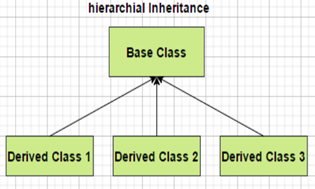 hierarchial Inheritance
Base Class
Derived Class 1
Derived Class 2
Derived Class 3